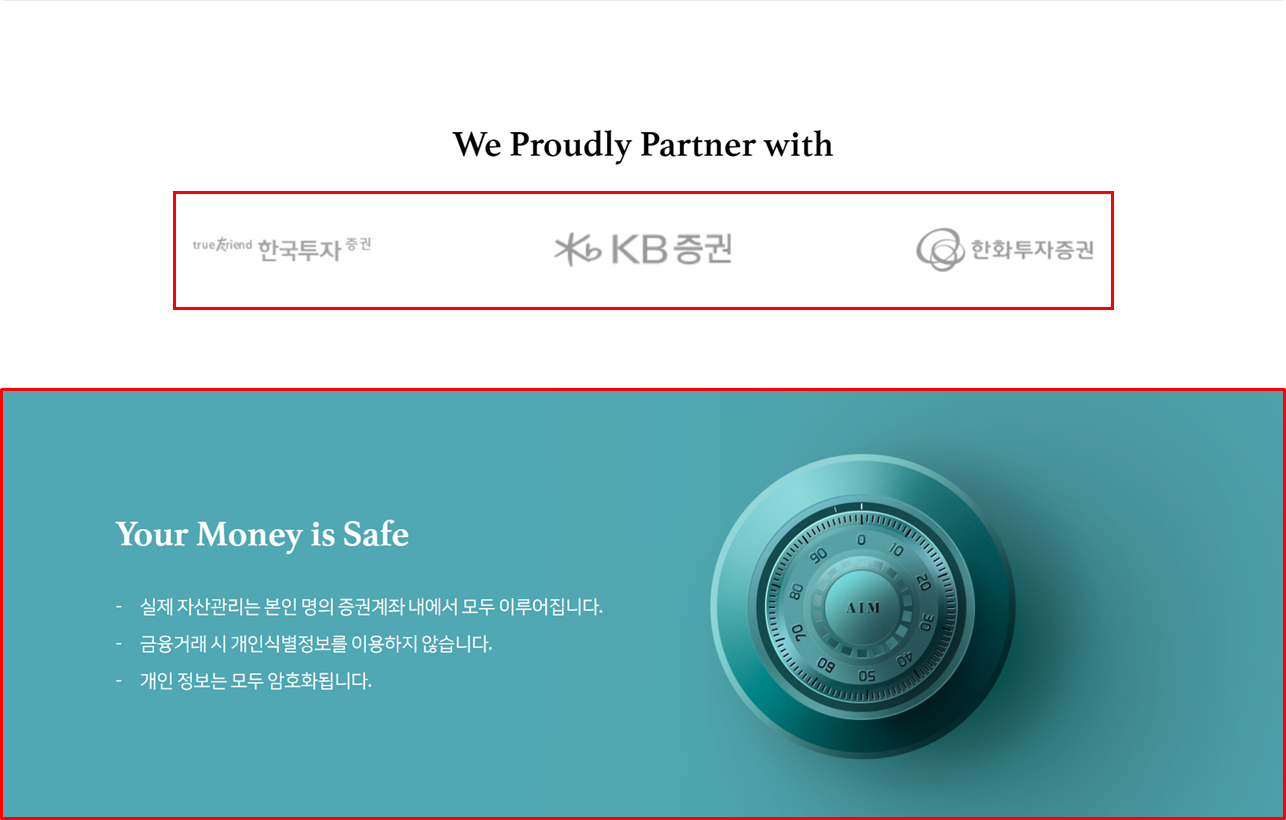 We Proudly Partner with
true friend 한국투자 증권
KB 증권
한화투자증권
Your Money is Safe
- 실제 자산관리는 본인 명의 증권계좌 내에서 모두 이루어집니다.
- 금융거래 시 개인식별정보를 이용하지 않습니다.
- 개인 정보는 모두 암호화됩니다.
0
10
20
30
40
50
60
70
80
90
AIM